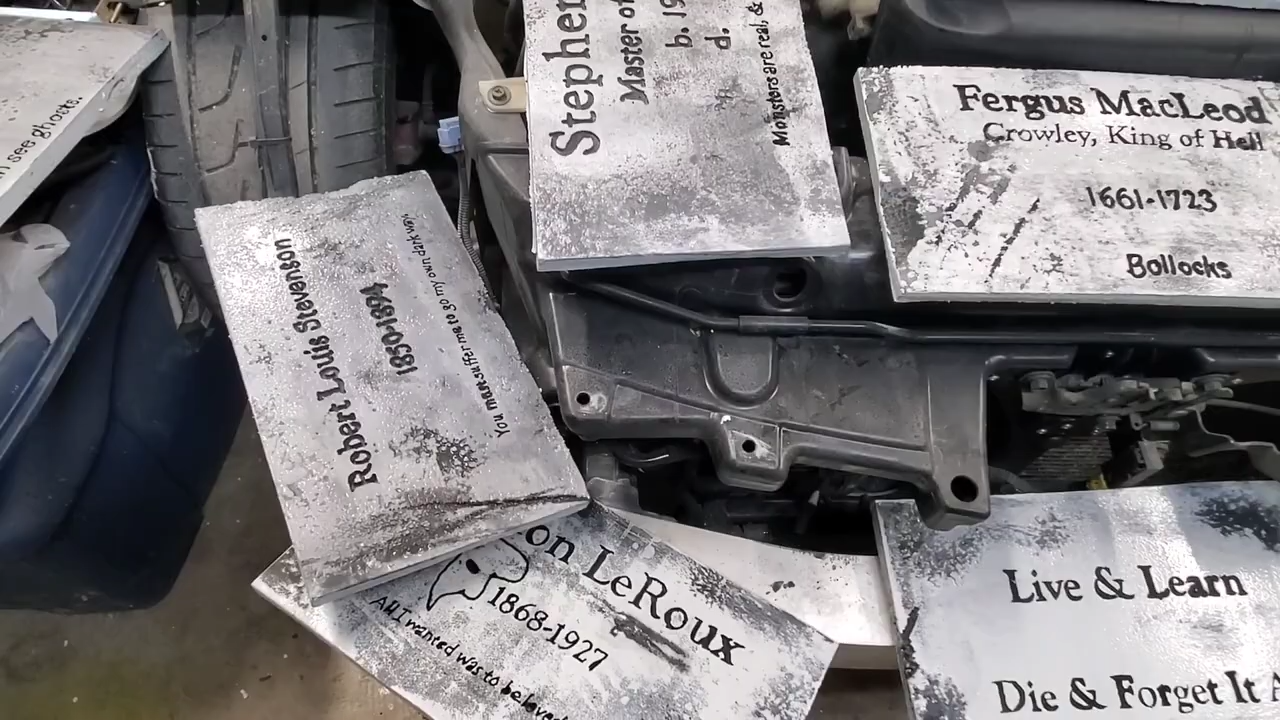 n see ghosts.
Stephen
Master of
b. 19
d.
Monsters are real, &
Fergus MacLeod
Crowley, King of Hell
1661-1723
Bollocks
Robert Louis Stevenson
1850-1894
You must suffer me to go my own dark way.
on LeRoux
1868-1927
All I wanted was to be loved
Live & Learn
Die & Forget It A